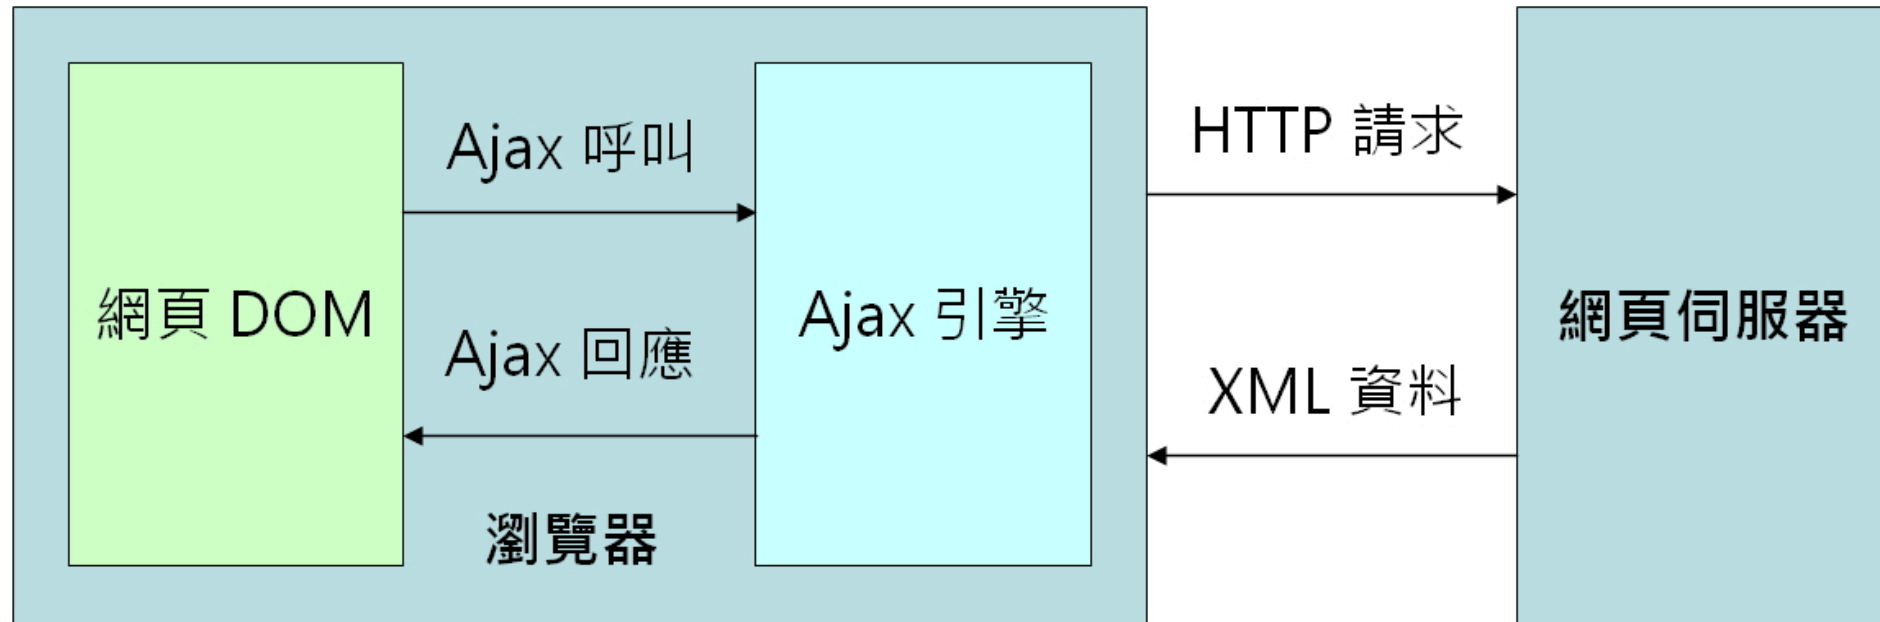 Ajax 呼叫
網頁 DOM
Ajax 回應
Ajax 引擎
瀏覽器
HTTP 請求
XML 資料
網頁伺服器